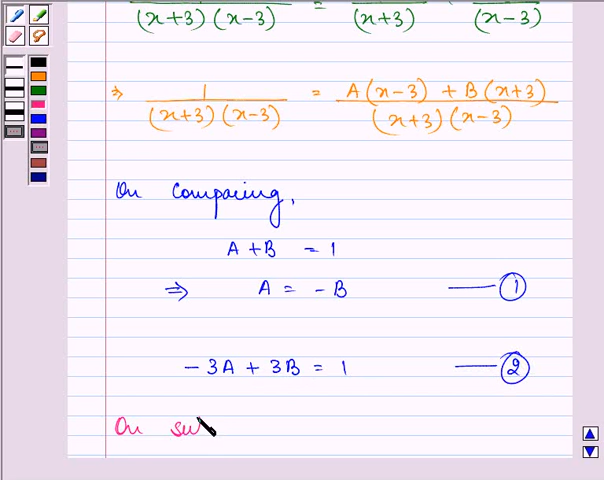 (x+3)(x-3) (x+3) (x-3)
⇒ 1/((x+3)(x-3)) = (A(x-3) + B(x+3))/((x+3)(x-3))
On Comparing,
A + B = 1
⇒ A = - B —— ①
- 3A + 3B = 1 —— ②
On su